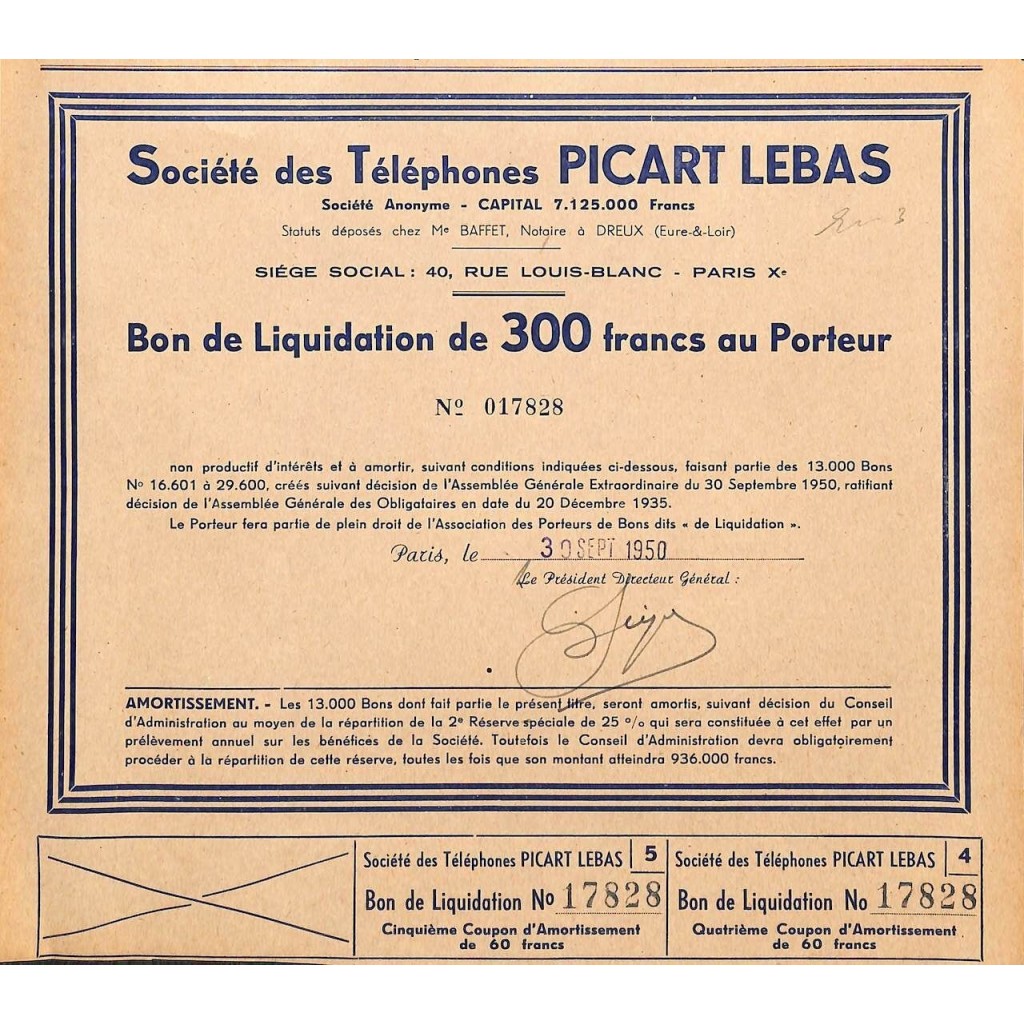 Société des Téléphones PICART LEBAS
Société Anonyme - CAPITAL 7.125.000 Francs
Statuts déposés chez Me BAFFET, Notaire à DREUX (Eure-&-Loir)
SIÉGE SOCIAL : 40, RUE LOUIS-BLANC - PARIS Xe
Bon de Liquidation de 300 francs au Porteur
No 017828
non productif d'intérêts et à amortir, suivant conditions indiquées ci-dessous, faisant partie des 13.000 Bons
No 16.601 à 29.600, créés suivant décision de l'Assemblée Générale Extraordinaire du 30 Septembre 1950, ratifiant
décision de l'Assemblée Générale des Obligataires en date du 20 Décembre 1935.
Le Porteur fera partie de plein droit de l'Association des Porteurs de Bons dits « de Liquidation ».
Paris, le 30 SEPT 1950
Le Président Directeur Général :
AMORTISSEMENT. - Les 13.000 Bons dont fait partie le présent titre, seront amortis, suivant décision du Conseil
d'Administration au moyen de la répartition de la 2e Réserve spéciale de 25 % qui sera constituée à cet effet par un
prélèvement annuel sur les bénéfices de la Société. Toutefois le Conseil d'Administration devra obligatoirement
procéder à la répartition de cette réserve, toutes les fois que son montant atteindra 936.000 francs.
Société des Téléphones PICART LEBAS 5
Bon de Liquidation No 17828
Cinquième Coupon d'Amortissement
de 60 francs
Société des Téléphones PICART LEBAS 4
Bon de Liquidation No 17828
Quatrième Coupon d'Amortissement
de 60 francs